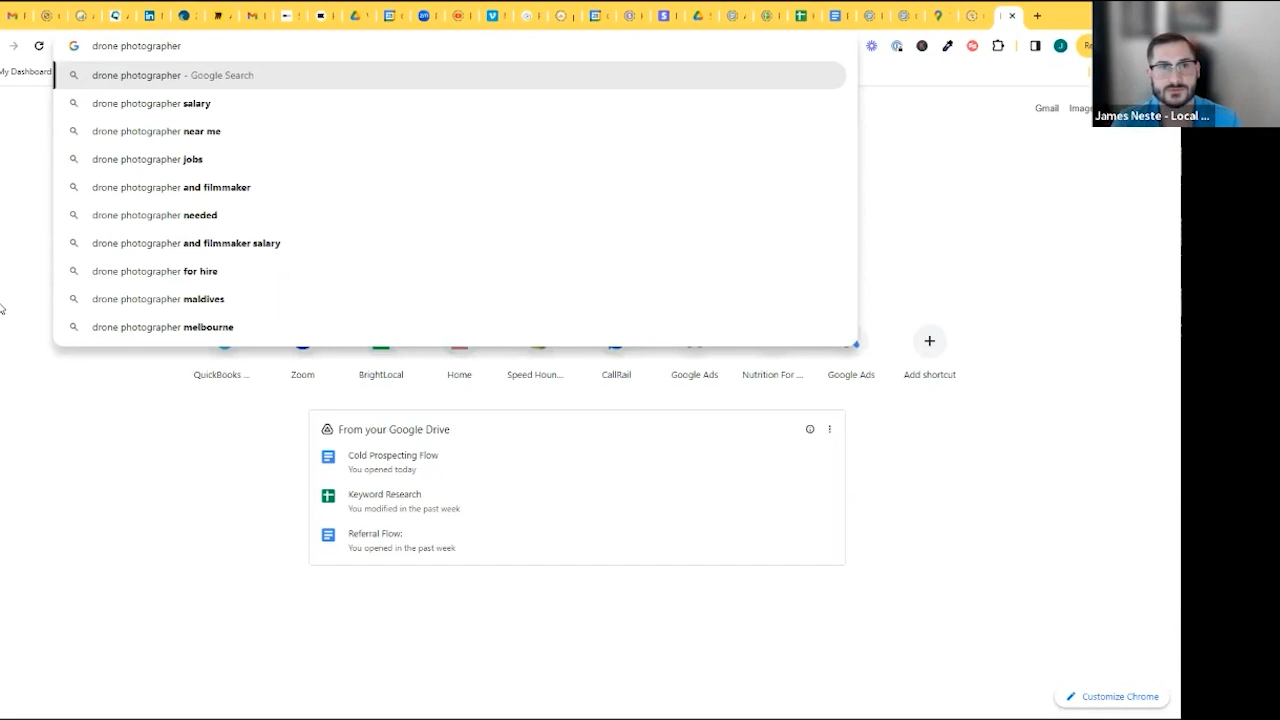 drone photographer
My Dashboard
drone photographer - Google Search
drone photographer salary
drone photographer near me
drone photographer jobs
drone photographer and filmmaker
drone photographer needed
drone photographer and filmmaker salary
drone photographer for hire
drone photographer maldives
drone photographer melbourne
Gmail
James Neste - Local ...
QuickBooks ...
Zoom
BrightLocal
Home
Speed Houn...
CallRail
Google Ads
Nutrition For ...
Google Ads
Add shortcut
From your Google Drive
Cold Prospecting Flow
You opened today
Keyword Research
You modified in the past week
Referral Flow:
You opened in the past week
Customize Chrome